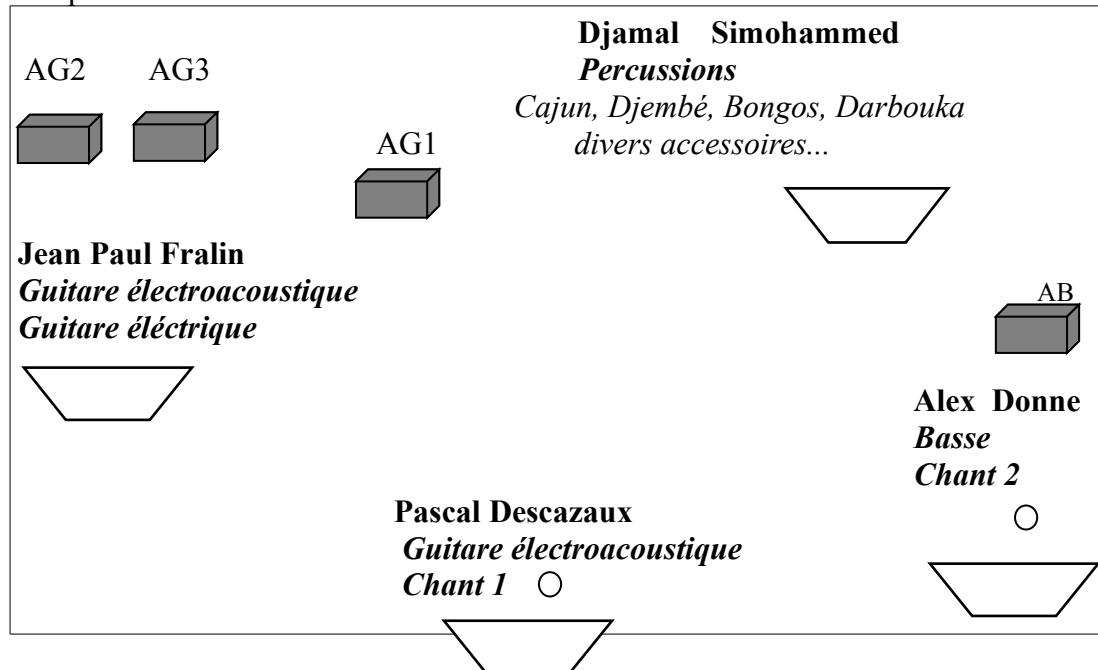 Djamal Simohammed
Percussions
Cajun, Djembé, Bongos, Darbouka
divers accessoires...
AG2 AG3
AG1
Jean Paul Fralin
Guitare électroacoustique
Guitare éléctrique
AB
Alex Donne
Basse
Chant 2
Pascal Descazaux
Guitare électroacoustique
Chant 1